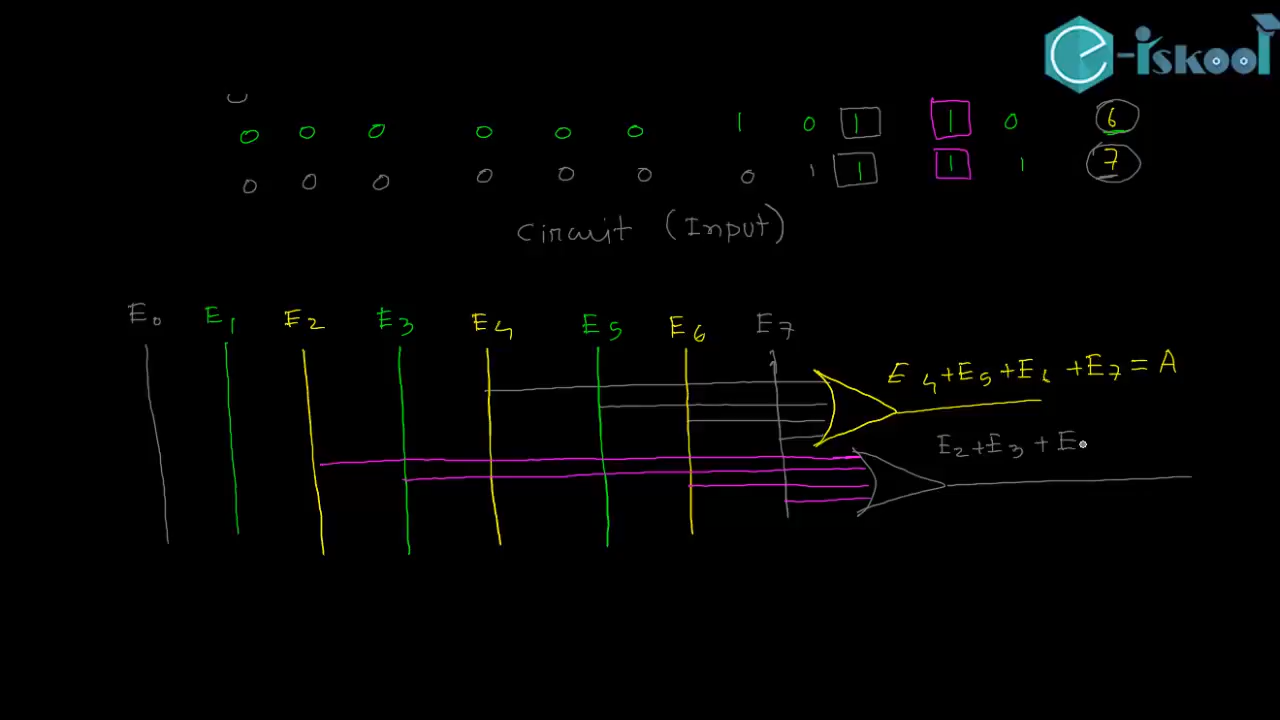 e-iskool
0 0 0 0 0 0 1 0 1 1 0 6
0 0 0 0 0 0 0 1 1 1 1 7
Circuit (Input)
E0 E1 E2 E3 E4 E5 E6 E7
E4+E5+E6+E7=A
E2+E3+E